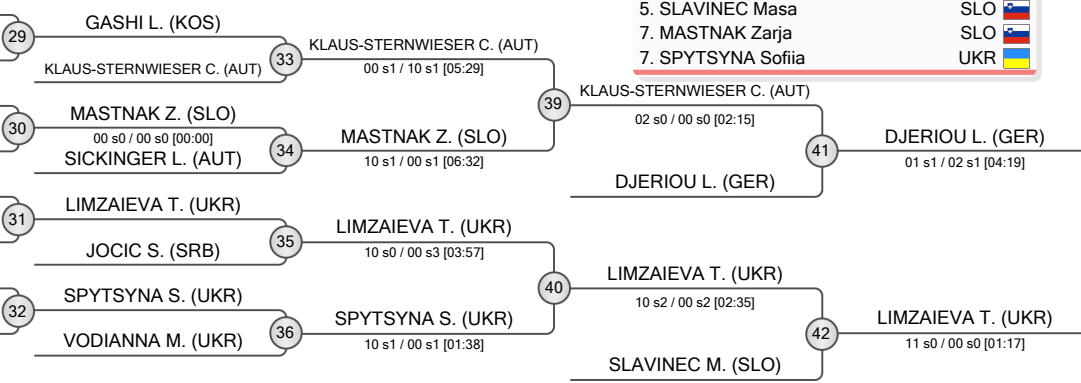 5. SLAVINEC Masa SLO
7. MASTNAK Zarja SLO
7. SPYTSYNA Sofiia UKR
29
GASHI L. (KOS)
KLAUS-STERNWIESER C. (AUT)
33
KLAUS-STERNWIESER C. (AUT)
00 s1 / 10 s1 [05:29]
30
MASTNAK Z. (SLO)
00 s0 / 00 s0 [00:00]
SICKINGER L. (AUT)
34
MASTNAK Z. (SLO)
10 s1 / 00 s1 [06:32]
39
KLAUS-STERNWIESER C. (AUT)
02 s0 / 00 s0 [02:15]
DJERIOU L. (GER)
41
DJERIOU L. (GER)
01 s1 / 02 s1 [04:19]
31
LIMZAIEVA T. (UKR)
JOCIC S. (SRB)
35
LIMZAIEVA T. (UKR)
10 s0 / 00 s3 [03:57]
32
SPYTSYNA S. (UKR)
VODIANNA M. (UKR)
36
SPYTSYNA S. (UKR)
10 s1 / 00 s1 [01:38]
40
LIMZAIEVA T. (UKR)
10 s2 / 00 s2 [02:35]
SLAVINEC M. (SLO)
42
LIMZAIEVA T. (UKR)
11 s0 / 00 s0 [01:17]